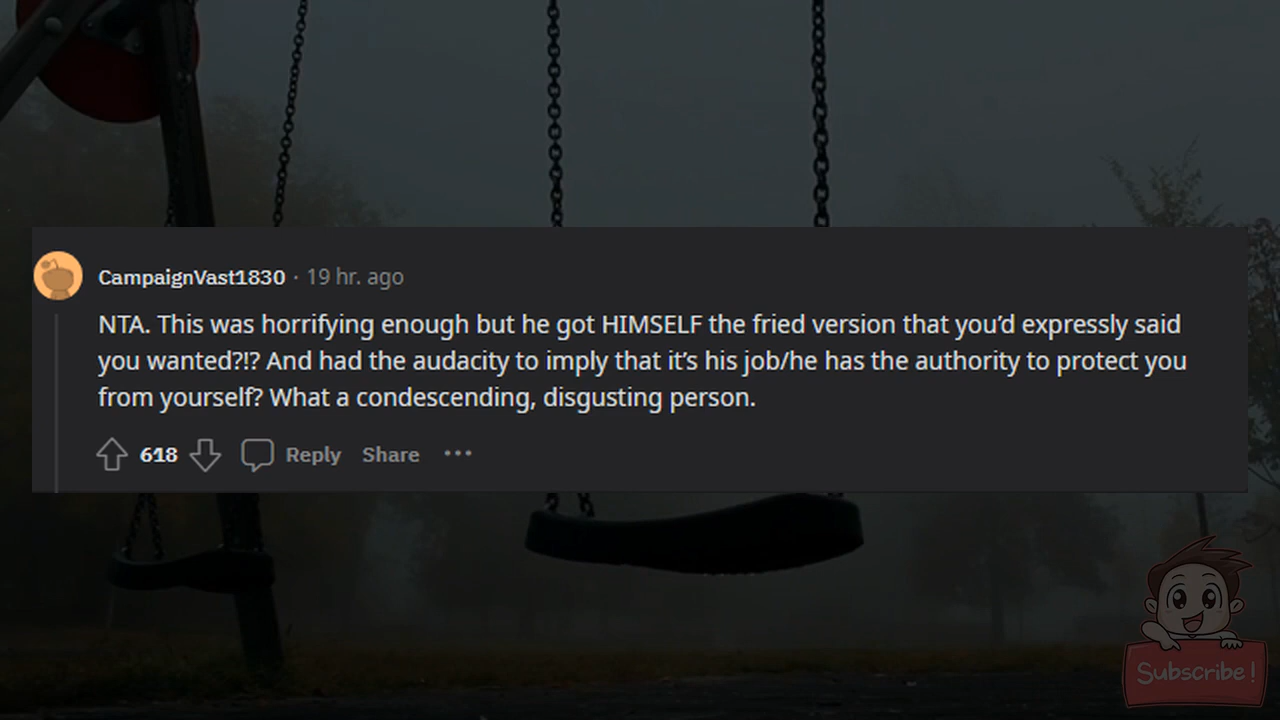 CampaignVast1830 · 19 hr. ago
NTA. This was horrifying enough but he got HIMSELF the fried version that you’d expressly said
you wanted?!? And had the audacity to imply that it’s his job/he has the authority to protect you
from yourself? What a condescending, disgusting person.
618 Reply Share ···
Subscribe!